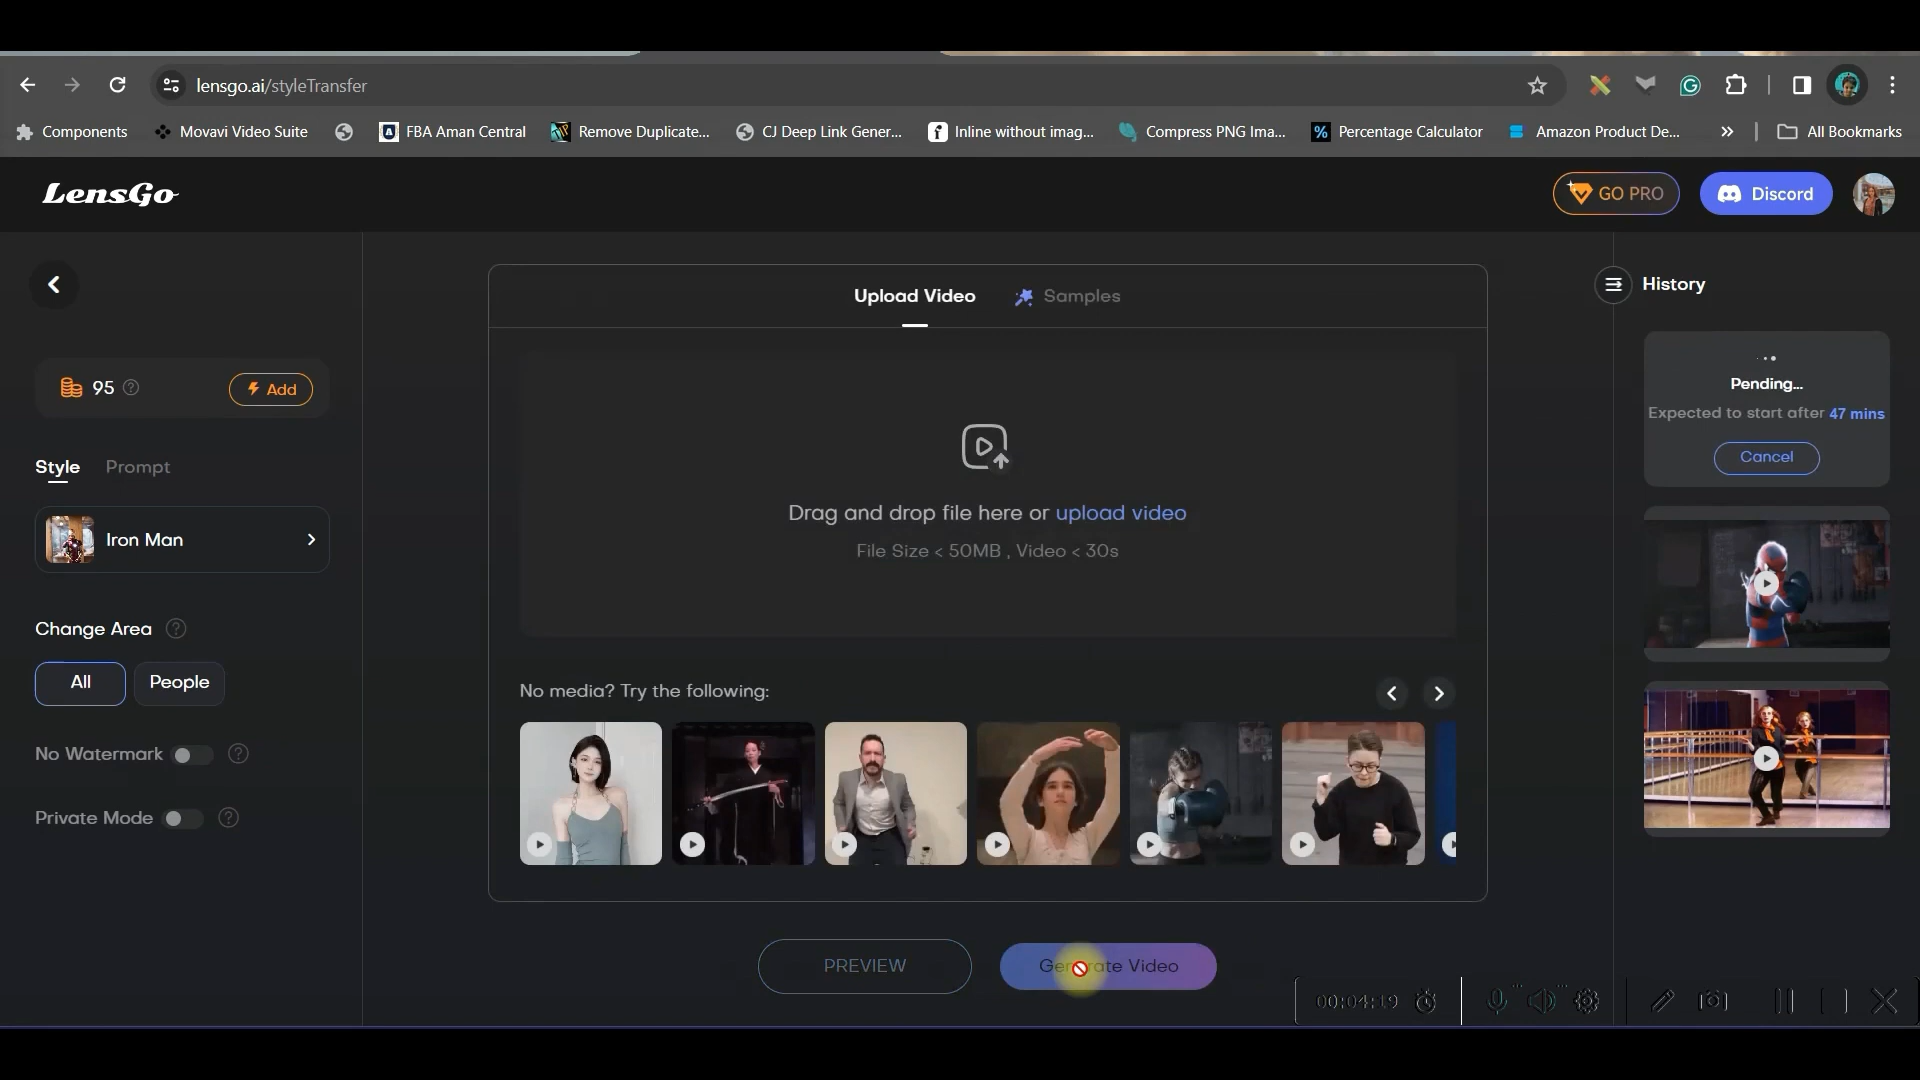 lensgo.ai/styleTransfer
Components
Movavi Video Suite
FBA Aman Central
Remove Duplicate...
CJ Deep Link Gener...
Inline without imag...
Compress PNG Ima...
Percentage Calculator
Amazon Product De...
All Bookmarks
LensGo
GO PRO
Discord
Upload Video
Samples
History
95
Add
Pending...
Expected to start after 47 mins
Cancel
Style
Prompt
Iron Man
Drag and drop file here or upload video
File Size < 50MB , Video < 30s
Change Area
All
People
No media? Try the following:
No Watermark
Private Mode
PREVIEW
Generate Video
00:04:19